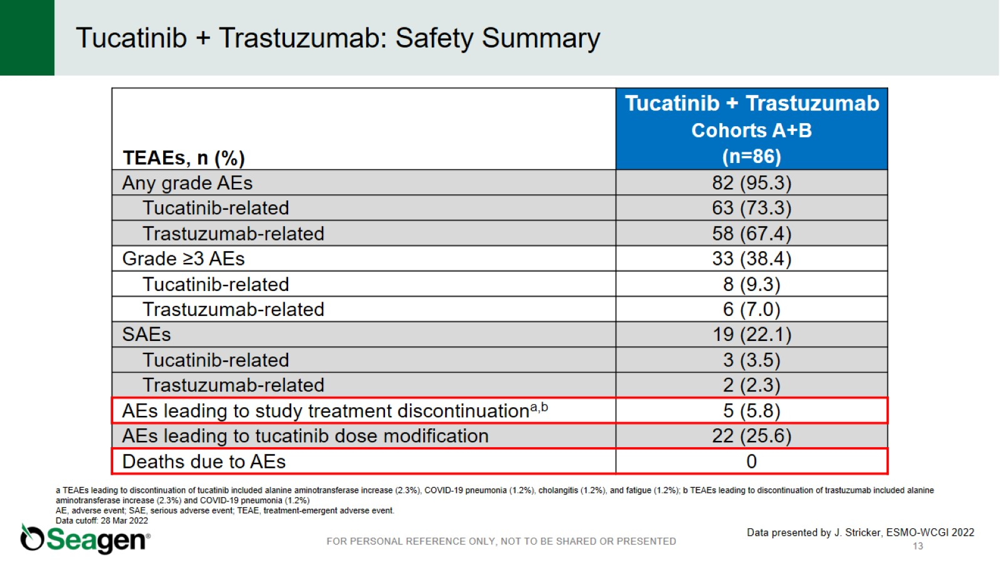 Tucatinib + Trastuzumab: Safety Summary
TEAEs, n (%)
Tucatinib + Trastuzumab
Cohorts A+B
(n=86)
Any grade AEs 82 (95.3)
Tucatinib-related 63 (73.3)
Trastuzumab-related 58 (67.4)
Grade ≥3 AEs 33 (38.4)
Tucatinib-related 8 (9.3)
Trastuzumab-related 6 (7.0)
SAEs 19 (22.1)
Tucatinib-related 3 (3.5)
Trastuzumab-related 2 (2.3)
AEs leading to study treatment discontinuationa,b 5 (5.8)
AEs leading to tucatinib dose modification 22 (25.6)
Deaths due to AEs 0
a TEAEs leading to discontinuation of tucatinib included alanine aminotransferase increase (2.3%), COVID-19 pneumonia (1.2%), cholangitis (1.2%), and fatigue (1.2%); b TEAEs leading to discontinuation of trastuzumab included alanine
aminotransferase increase (2.3%) and COVID-19 pneumonia (1.2%)
AE, adverse event; SAE, serious adverse event; TEAE, treatment-emergent adverse event.
Data cutoff: 28 Mar 2022
Seagen®
FOR PERSONAL REFERENCE ONLY, NOT TO BE SHARED OR PRESENTED
Data presented by J. Stricker, ESMO-WCGI 2022
13